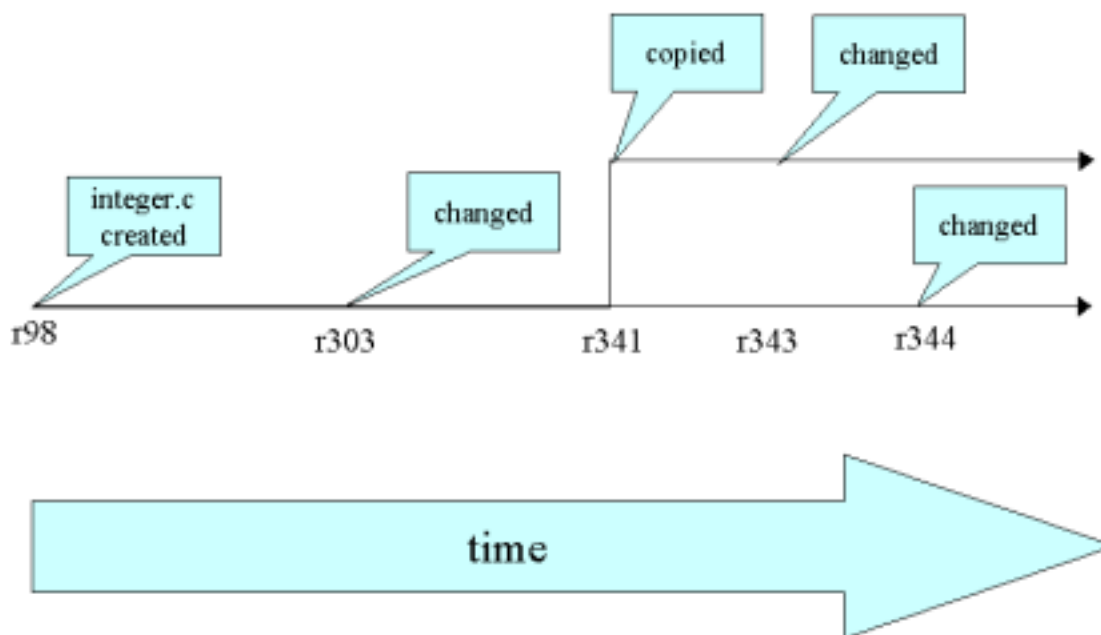 copied
changed
integer.c
created
changed
changed
r98
r303
r341
r343
r344
time